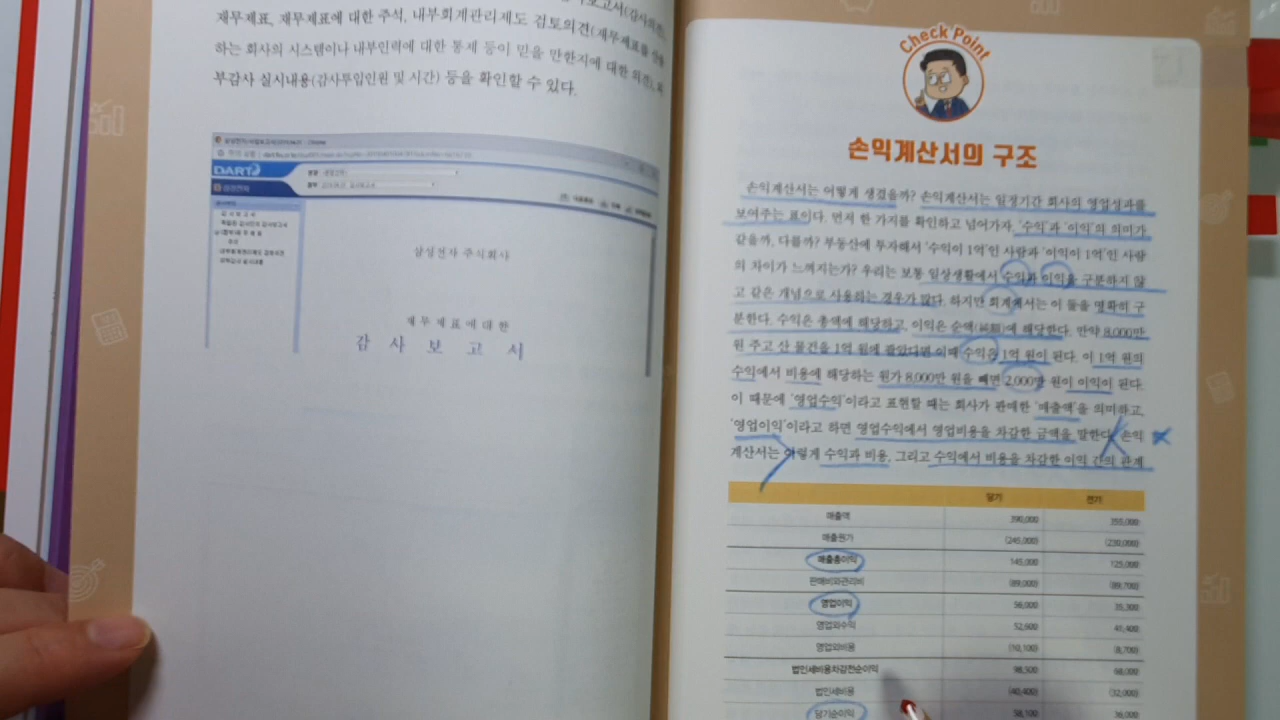 재무제표, 재무제표에 대한 주석, 내부회계관리제도 검토의견(재무제표를
하는 회사의 시스템이나 내부인력에 대한 통제 등이 믿을 만한지에 대한 의견),
부감사 실시내용(감사투입인원 및 시간) 등을 확인할 수 있다.
DART
삼성전자
삼성전자 주식회사
재무제표에 대한
감 사 보 고 서
Check Point
손익계산서의 구조
손익계산서는 어떻게 생겼을까? 손익계산서는 일정기간 회사의 영업성과를
보여주는 표이다. 먼저 한 가지를 확인하고 넘어가자. '수익'과 '이익'의 의미가
같을까, 다를까? 부동산에 투자해서 '수익이 1억'인 사람과 '이익이 1억'인 사람
의 차이가 느껴지는가? 우리는 보통 일상생활에서 수익과 이익을 구분하지 않
고 같은 개념으로 사용하는 경우가 많다. 하지만 회계에서는 이 둘을 명확히 구
분한다. 수익은 총액에 해당하고, 이익은 순액(純額)에 해당한다. 만약 8,000만
원 주고 산 물건을 1억 원에 팔았다면 이때 수익은 1억 원이 된다. 이 1억 원의
수익에서 비용에 해당하는 원가 8,000만 원을 빼면 2,000만 원이 이익이 된다.
이 때문에 '영업수익'이라고 표현할 때는 회사가 판매한 '매출액'을 의미하고,
'영업이익'이라고 하면 영업수익에서 영업비용을 차감한 금액을 말한다. 손익
계산서는 이렇게 수익과 비용, 그리고 수익에서 비용을 차감한 이익 간의 관계
당기 전기
매출액 390,000 355,000
매출원가 (245,000) (230,000)
매출총이익 145,000 125,000
판매비와관리비 (89,000) (89,700)
영업이익 56,000 35,300
영업외수익 52,600 41,400
영업외비용 (10,100) (8,700)
법인세비용차감전순이익 98,500 68,000
법인세비용 (40,400) (32,000)
당기순이익 58,100 36,000